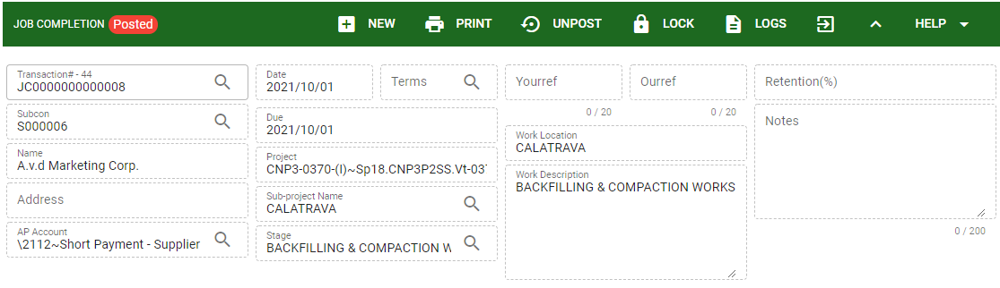 JOB COMPLETION Posted NEW PRINT UNPOST LOCK LOGS HELP
Transaction# - 44
JC0000000000008
Subcon
S000006
Name
A.v.d Marketing Corp.
Address
AP Account
\2112~Short Payment - Supplier
Date
2021/10/01
Terms
Due
2021/10/01
Project
CNP3-0370-(I)~Sp18.CNP3P2SS.Vt-037
Sub-project Name
CALATRAVA
Stage
BACKFILLING & COMPACTION W
Yourref
0 / 20
Ourref
0 / 20
Work Location
CALATRAVA
Work Description
BACKFILLING & COMPACTION WORKS
Retention(%)
Notes
0 / 200